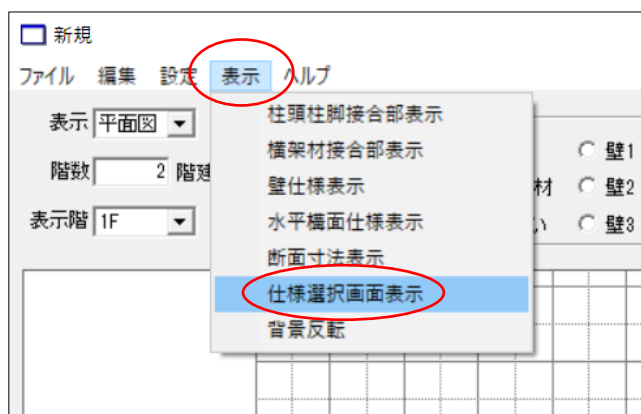 新規
ファイル 編集 設定 表示 ヘルプ
表示 平面図
階数 2 階建
表示階 1F
柱頭柱脚接合部表示
横架材接合部表示
壁仕様表示
水平構面仕様表示
断面寸法表示
仕様選択画面表示
背景反転
壁1
材 壁2
い 壁3